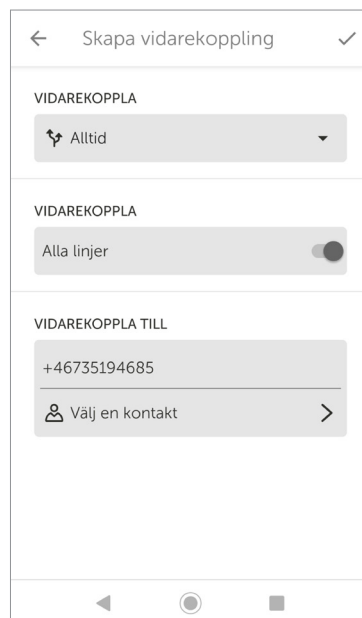 Skapa vidarekoppling
VIDAREKOPPLA
Alltid
VIDAREKOPPLA
Alla linjer
VIDAREKOPPLA TILL
+46735194685
Välj en kontakt